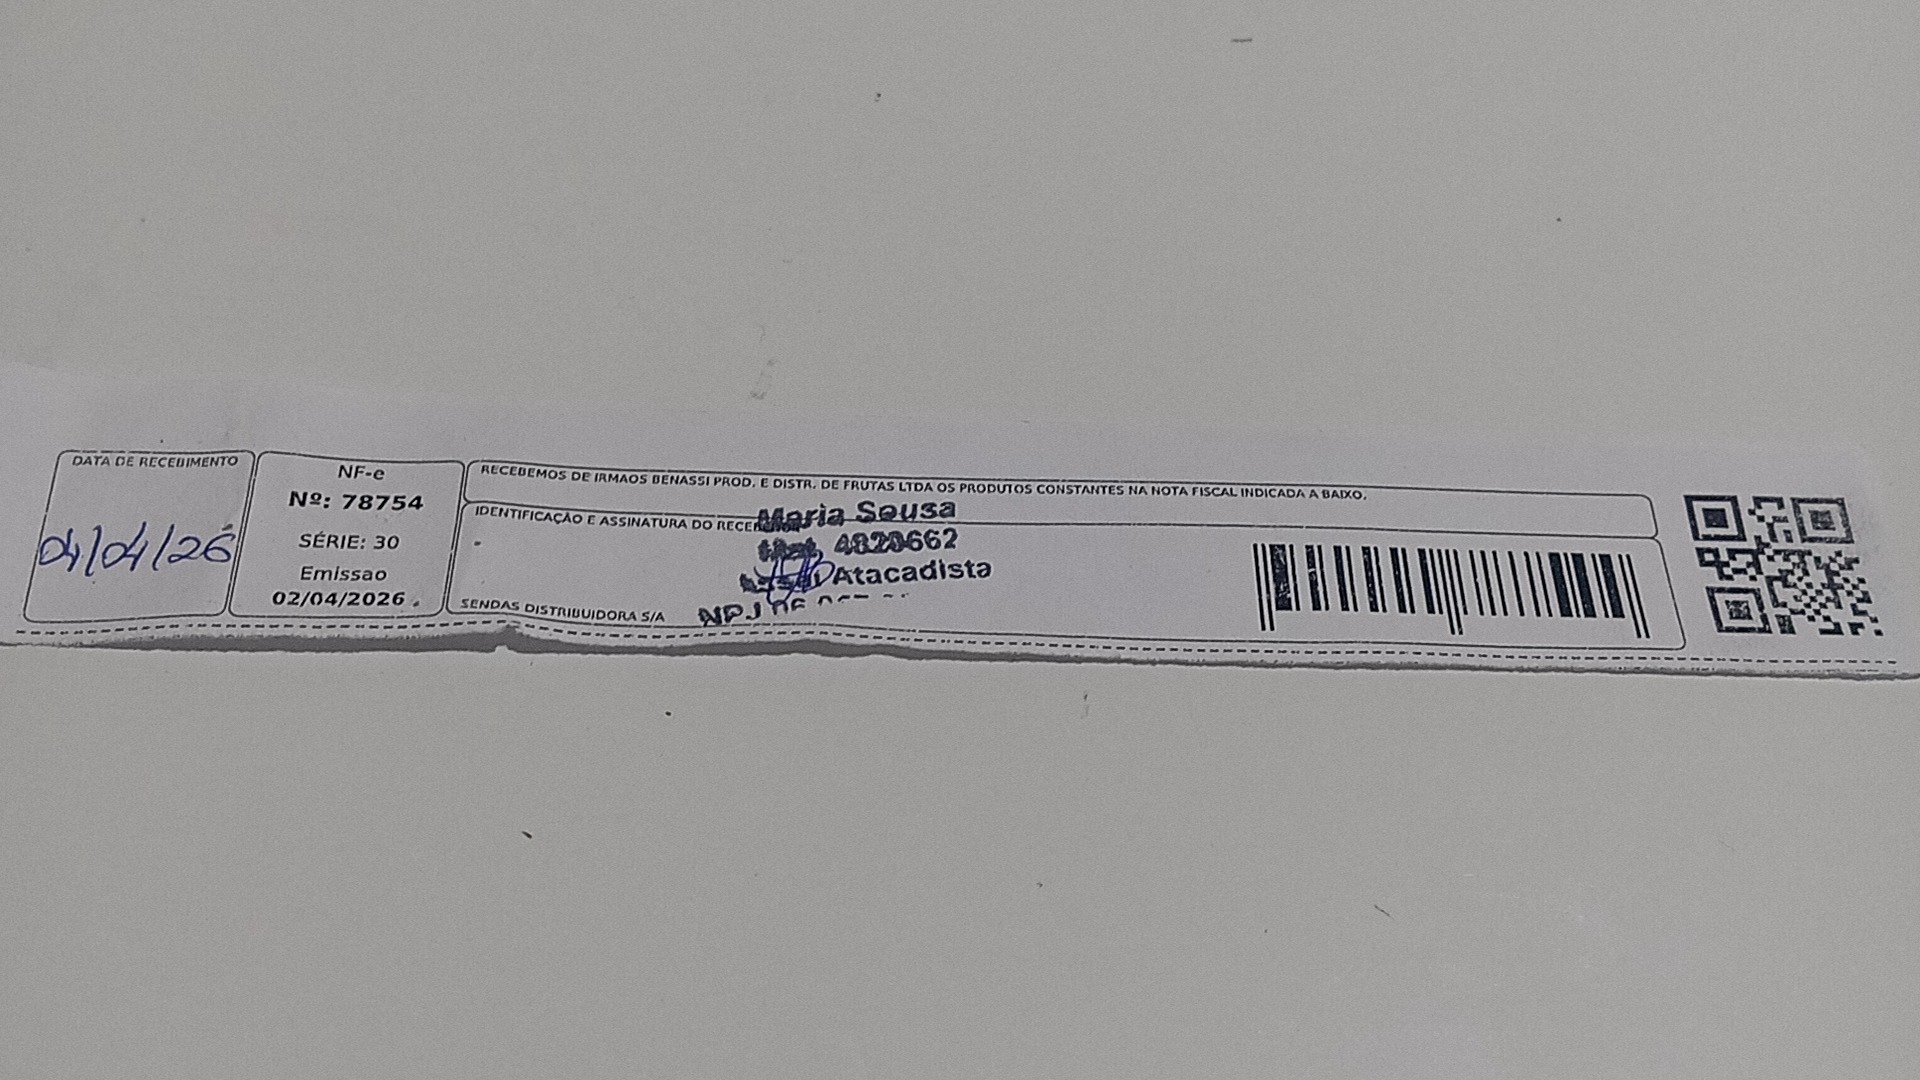 DATA DE RECEBIMENTO
04/04/26
NF-e
Nº: 78754
SÉRIE: 30
Emissao
02/04/2026
RECEBEMOS DE IRMAOS BENASSI PROD. E DISTR. DE FRUTAS LTDA OS PRODUTOS CONSTANTES NA NOTA FISCAL INDICADA A BAIXO.
IDENTIFICAÇÃO E ASSINATURA DO
Maria Sousa
4820662
Atacadista
SENDAS DISTRIBUIDORA S/A